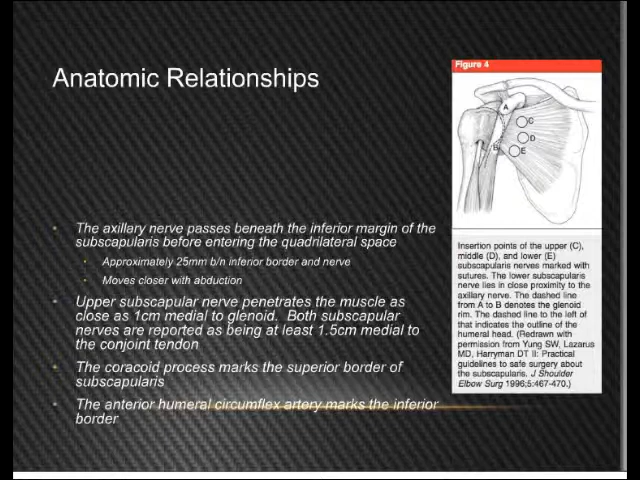 Anatomic Relationships
The axillary nerve passes beneath the inferior margin of the
subscapularis before entering the quadrilateral space
Approximately 25mm b/n inferior border and nerve
Moves closer with abduction
Upper subscapular nerve penetrates the muscle as
close as 1cm medial to glenoid. Both subscapular
nerves are reported as being at least 1.5cm medial to
the conjoint tendon
The coracoid process marks the superior border of
subscapularis
The anterior humeral circumflex artery marks the inferior
border
Figure 4
A
C
D
B
E
Insertion points of the upper (C),
middle (D), and lower (E)
subscapularis nerves marked with
sutures. The lower subscapularis
nerve lies in close proximity to the
axillary nerve. The dashed line
from A to B denotes the glenoid
rim. The dashed line to the left of
that indicates the outline of the
humeral head. (Redrawn with
permission from Yung SW, Lazarus
MD, Harryman DT II: Practical
guidelines to safe surgery about
the subscapularis. J Shoulder
Elbow Surg 1996;5:467-470.)